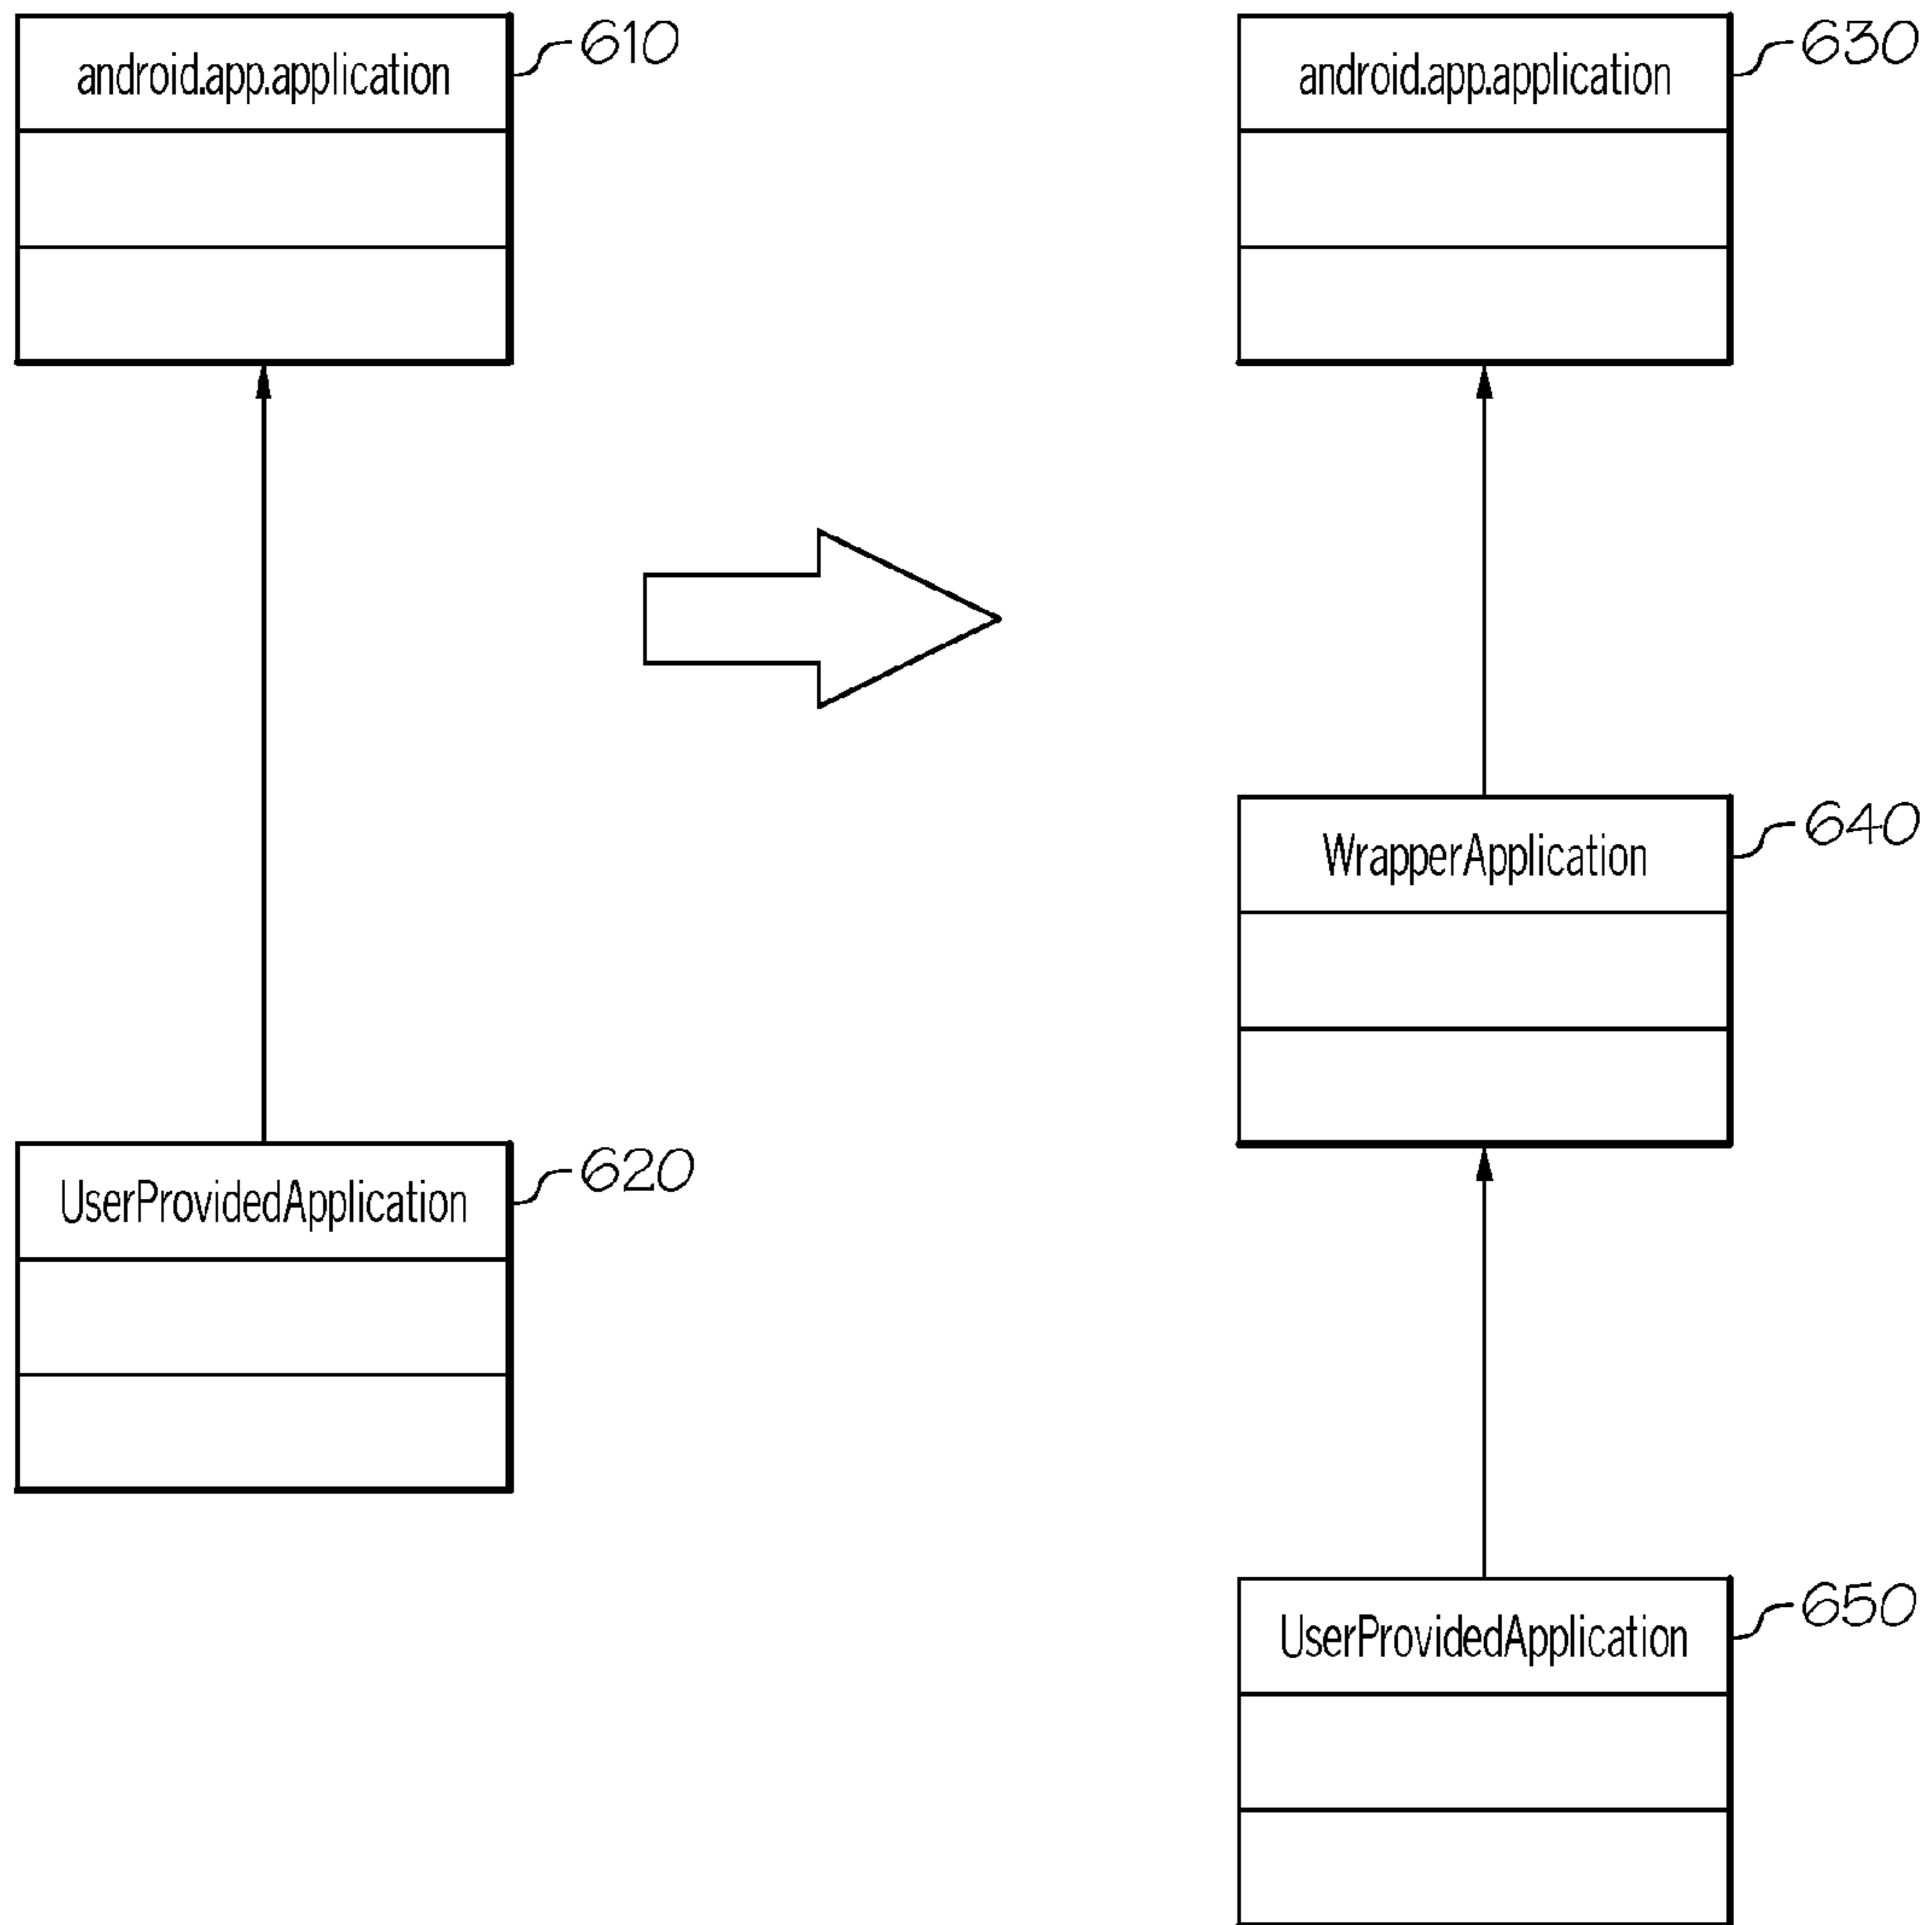 android.app.application
610
UserProvidedApplication
620
android.app.application
630
WrapperApplication
640
UserProvidedApplication
650